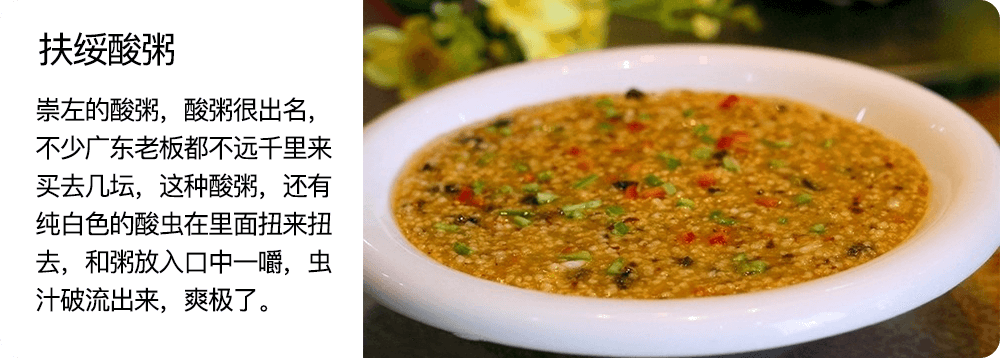 扶绥酸粥
崇左的酸粥，酸粥很出名，
不少广东老板都不远千里来
买去几坛，这种酸粥，还有
纯白色的酸虫在里面扭来扭
去，和粥放入口中一嚼，虫
汁破流出来，爽极了。